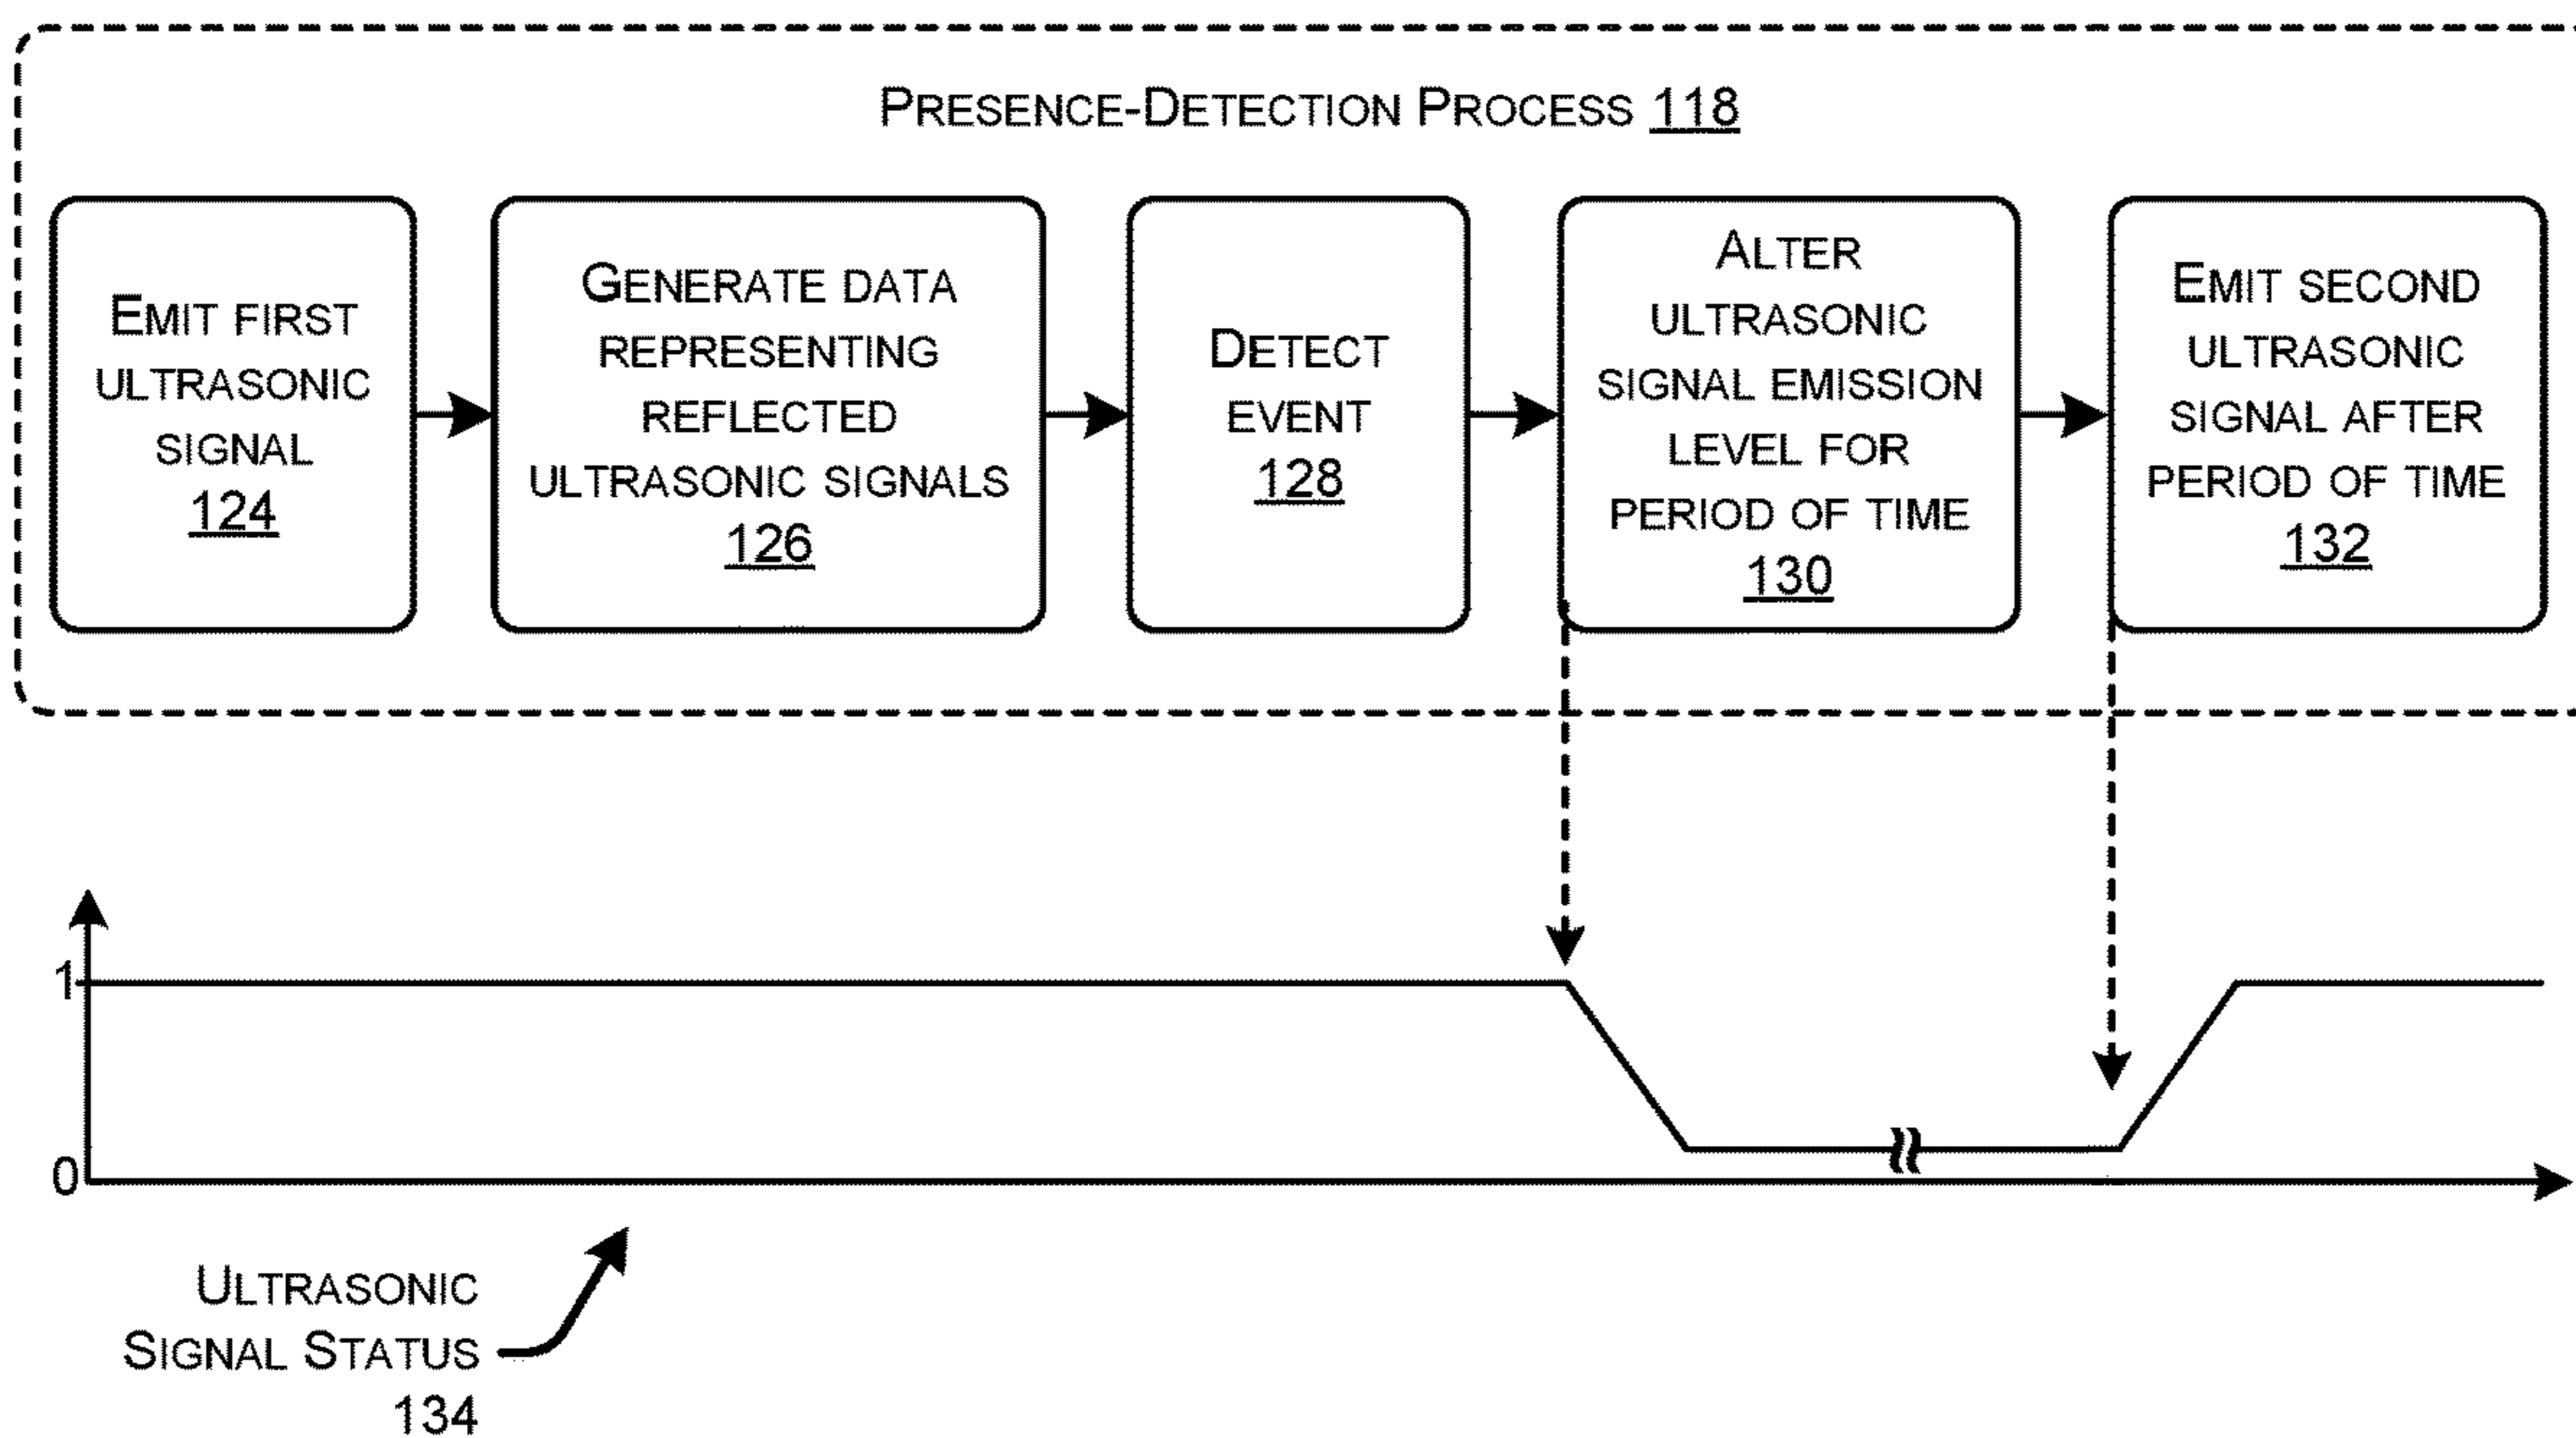 PRESENCE-DETECTION PROCESS 118
EMIT FIRST
ULTRASONIC
SIGNAL
124
GENERATE DATA
REPRESENTING
REFLECTED
ULTRASONIC SIGNALS
126
DETECT
EVENT
128
ALTER
ULTRASONIC
SIGNAL EMISSION
LEVEL FOR
PERIOD OF TIME
130
EMIT SECOND
ULTRASONIC
SIGNAL AFTER
PERIOD OF TIME
132
1
0
ULTRASONIC
SIGNAL STATUS
134